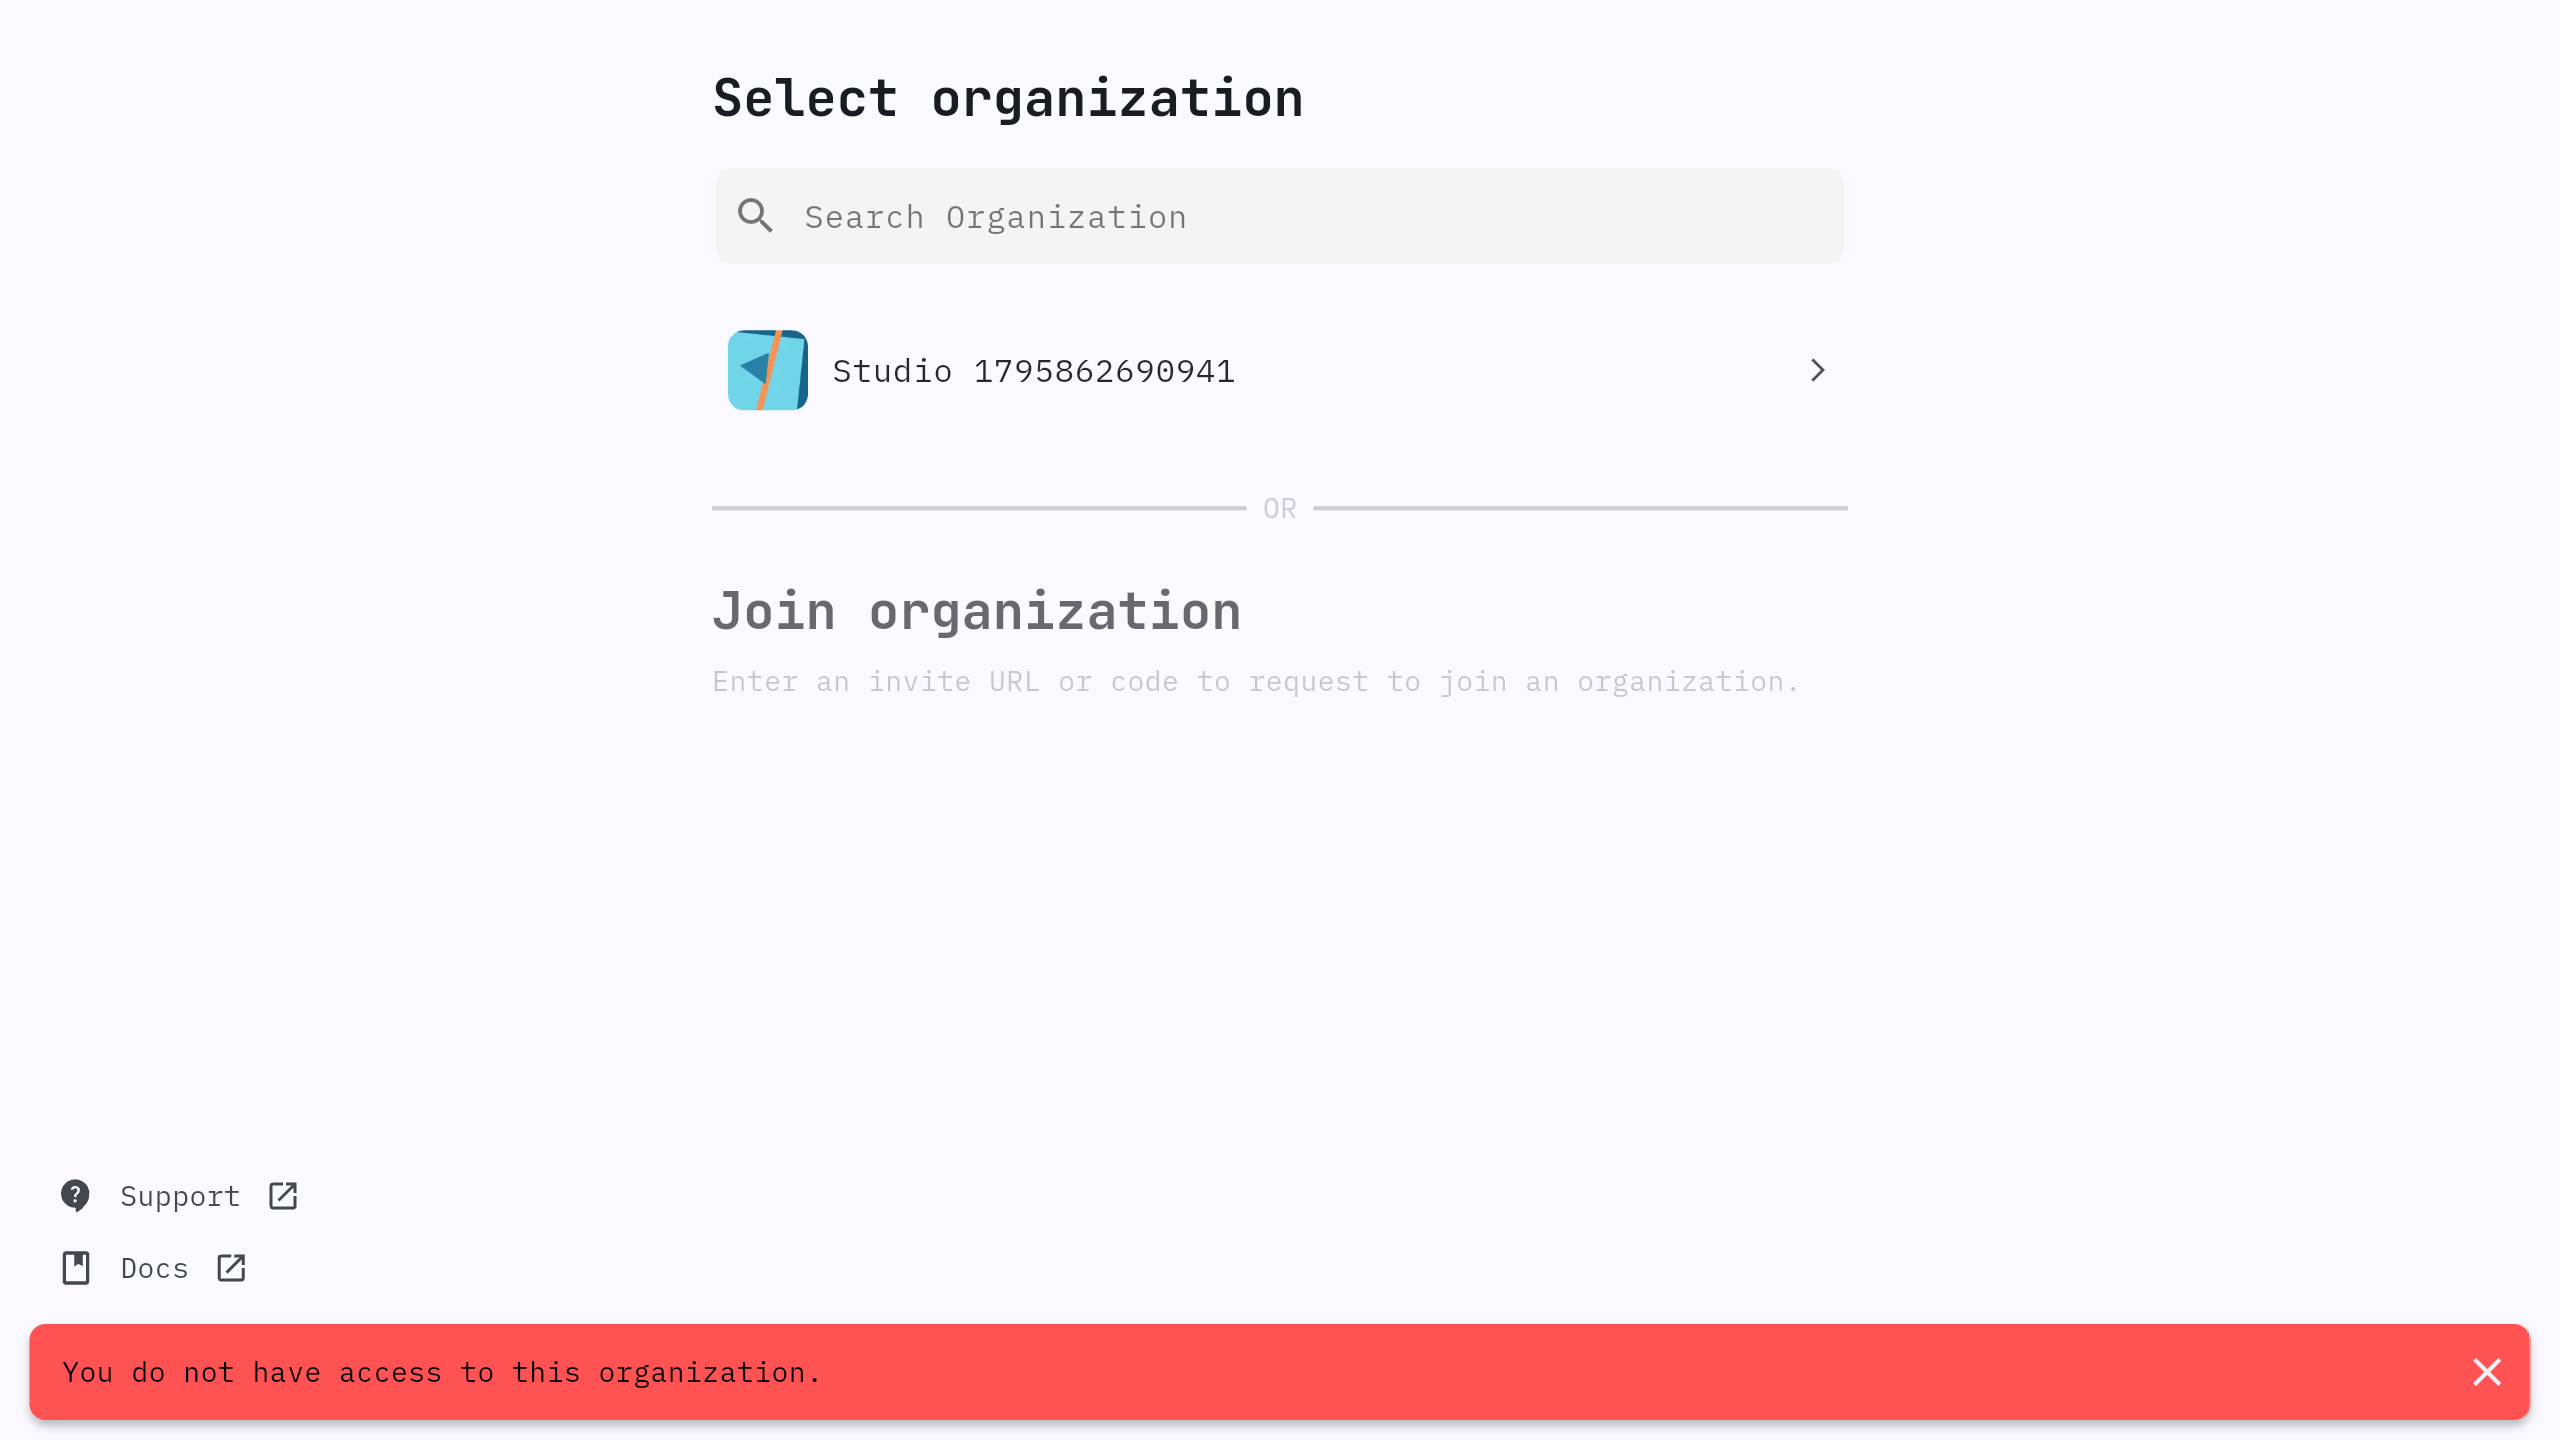 Select organization
Search Organization
Studio 1795862690941
OR
Join organization
Enter an invite URL or code to request to join an organization.
Support
Docs
You do not have access to this organization.